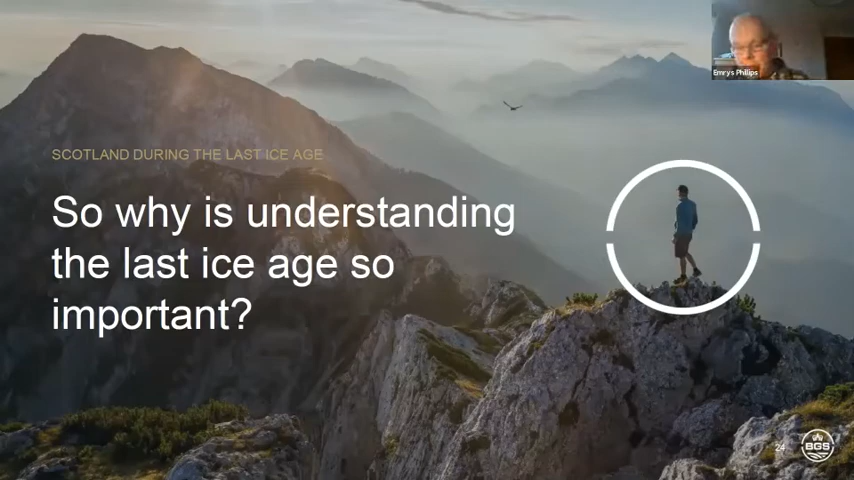 Emrys Phillips
SCOTLAND DURING THE LAST ICE AGE
So why is understanding
the last ice age so
important?
24
BGS